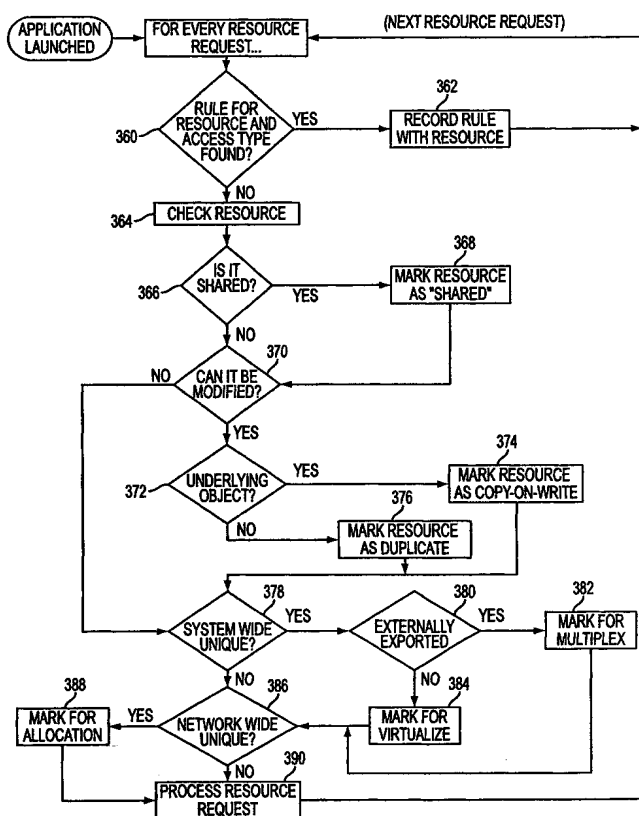 APPLICATION
LAUNCHED
FOR EVERY RESOURCE
REQUEST...
(NEXT RESOURCE REQUEST)
360
RULE FOR
RESOURCE AND
ACCESS TYPE
FOUND?
YES
362
RECORD RULE
WITH RESOURCE
NO
364
CHECK RESOURCE
366
IS IT
SHARED?
YES
368
MARK RESOURCE
AS "SHARED"
NO
370
NO
CAN IT BE
MODIFIED?
YES
372
UNDERLYING
OBJECT?
YES
374
MARK RESOURCE
AS COPY-ON-WRITE
NO
376
MARK RESOURCE
AS DUPLICATE
378
SYSTEM WIDE
UNIQUE?
YES
380
EXTERNALLY
EXPORTED
YES
382
MARK FOR
MULTIPLEX
NO
NO
384
MARK FOR
VIRTUALIZE
386
NETWORK WIDE
UNIQUE?
YES
388
MARK FOR
ALLOCATION
NO
390
PROCESS RESOURCE
REQUEST